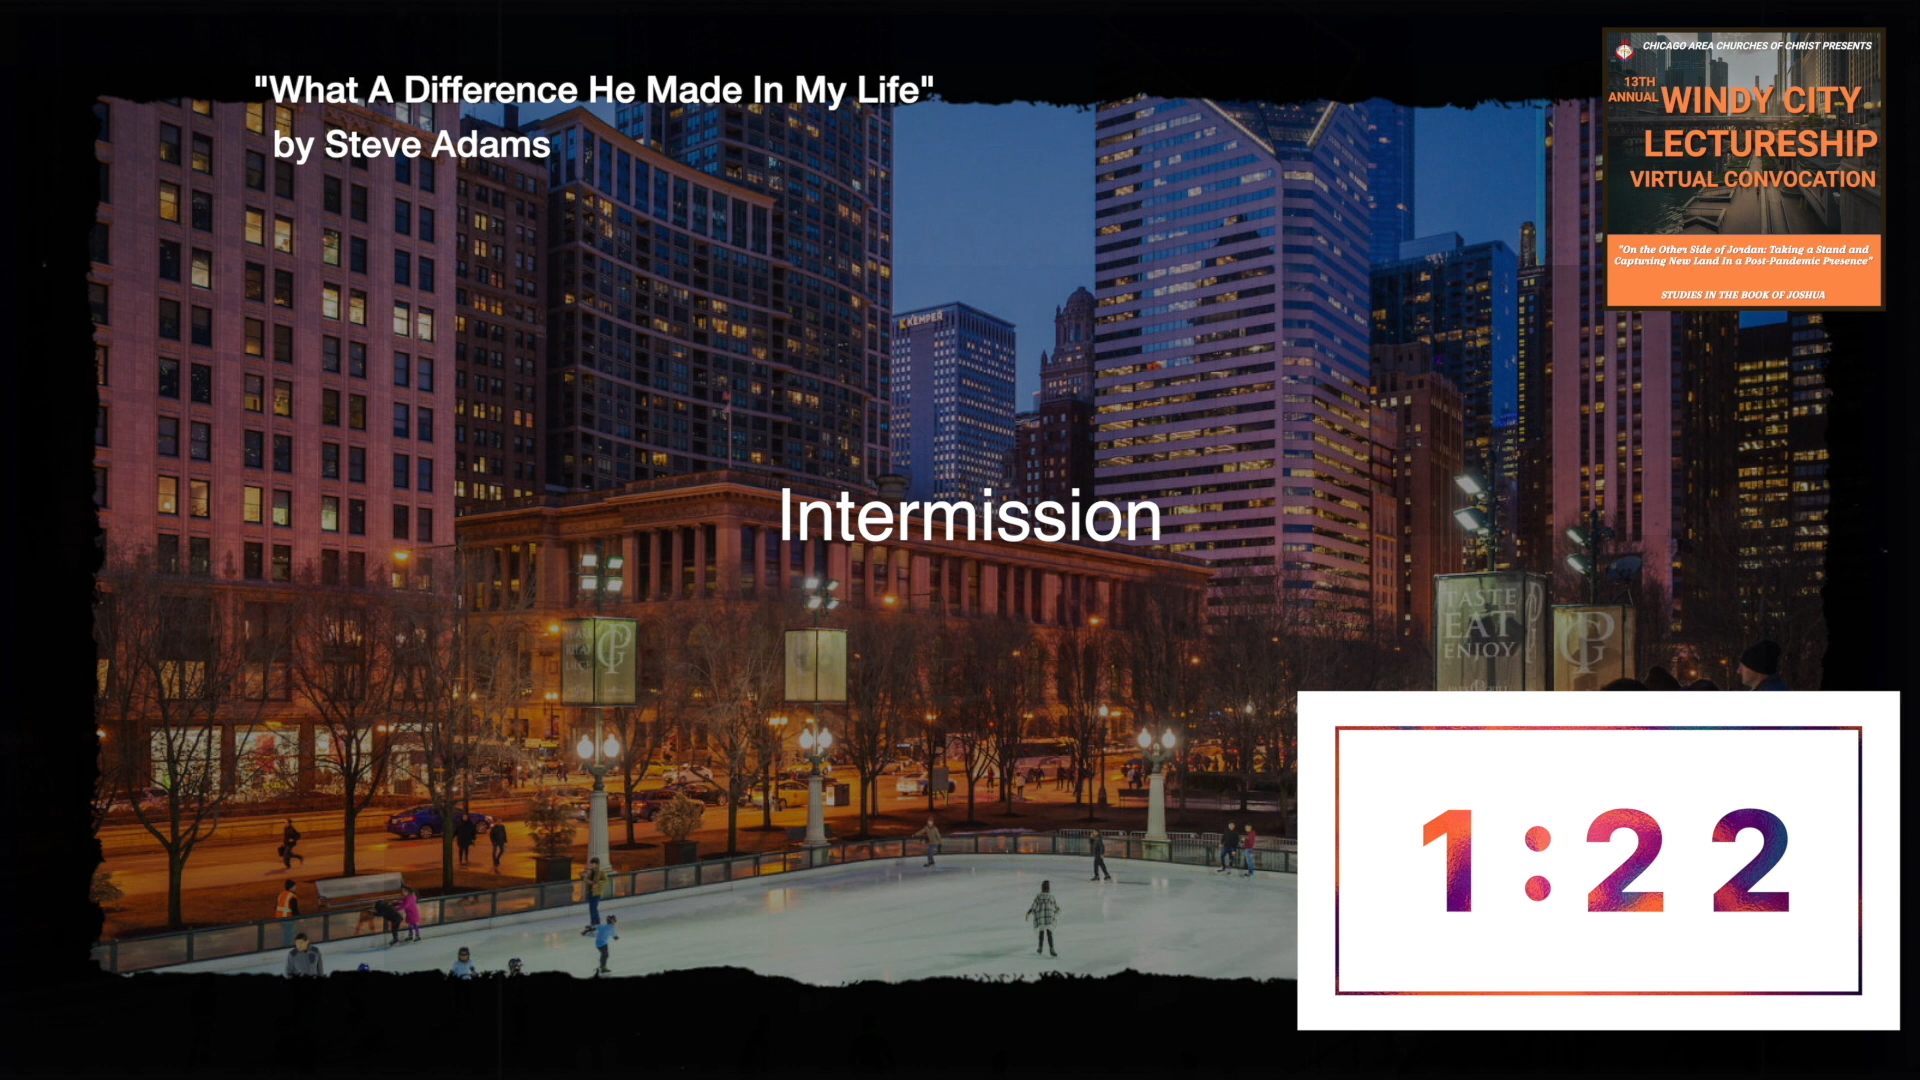 "What A Difference He Made In My Life"
by Steve Adams
CHICAGO AREA CHURCHES OF CHRIST PRESENTS
13TH
ANNUAL
WINDY CITY
LECTURESHIP
VIRTUAL CONVOCATION
"On the Other Side of Jordan: Taking a Stand and
Capturing New Land In a Post-Pandemic Presence"
STUDIES IN THE BOOK OF JOSHUA
KEMPER
Intermission
TASTE
EAT
ENJOY
1:22